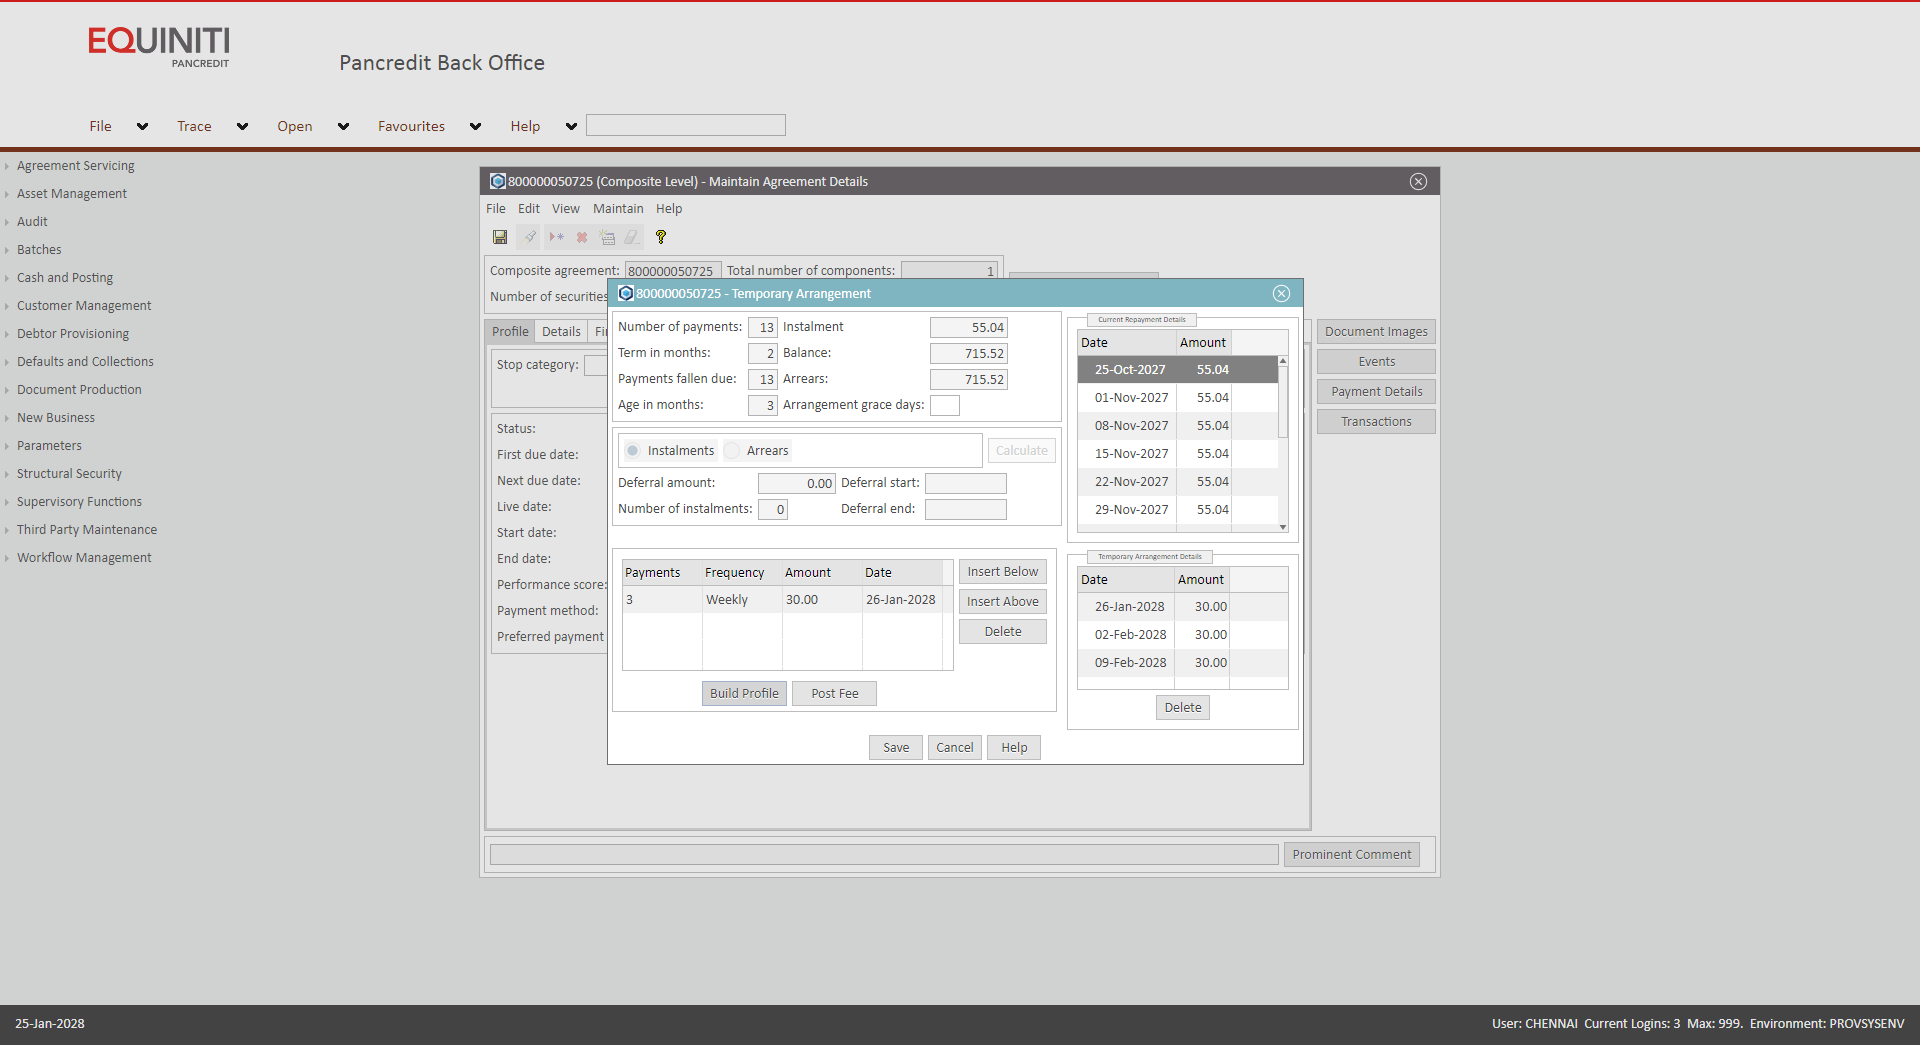 EQUINITI
PANCREDIT
Pancredit Back Office
File Trace Open Favourites Help
Agreement Servicing
Asset Management
Audit
Batches
Cash and Posting
Customer Management
Debtor Provisioning
Defaults and Collections
Document Production
New Business
Parameters
Structural Security
Supervisory Functions
Third Party Maintenance
Workflow Management
800000050725 (Composite Level) - Maintain Agreement Details
File Edit View Maintain Help
Composite agreement: 800000050725 Total number of components: 1
Number of securities
Profile Details Fi
Stop category:
Status:
First due date:
Next due date:
Live date:
Start date:
End date:
Performance score:
Payment method:
Preferred payment
Document Images
Events
Payment Details
Transactions
Prominent Comment
800000050725 - Temporary Arrangement
Number of payments: 13 Instalment 55.04
Term in months: 2 Balance: 715.52
Payments fallen due: 13 Arrears: 715.52
Age in months: 3 Arrangement grace days:
Instalments Arrears Calculate
Deferral amount: 0.00 Deferral start:
Number of instalments: 0 Deferral end:
Payments Frequency Amount Date
3 Weekly 30.00 26-Jan-2028
Insert Below
Insert Above
Delete
Build Profile Post Fee
Save Cancel Help
Current Repayment Details
Date Amount
25-Oct-2027 55.04
01-Nov-2027 55.04
08-Nov-2027 55.04
15-Nov-2027 55.04
22-Nov-2027 55.04
29-Nov-2027 55.04
Temporary Arrangement Details
Date Amount
26-Jan-2028 30.00
02-Feb-2028 30.00
09-Feb-2028 30.00
Delete
25-Jan-2028
User: CHENNAI Current Logins: 3 Max: 999. Environment: PROVSYSENV